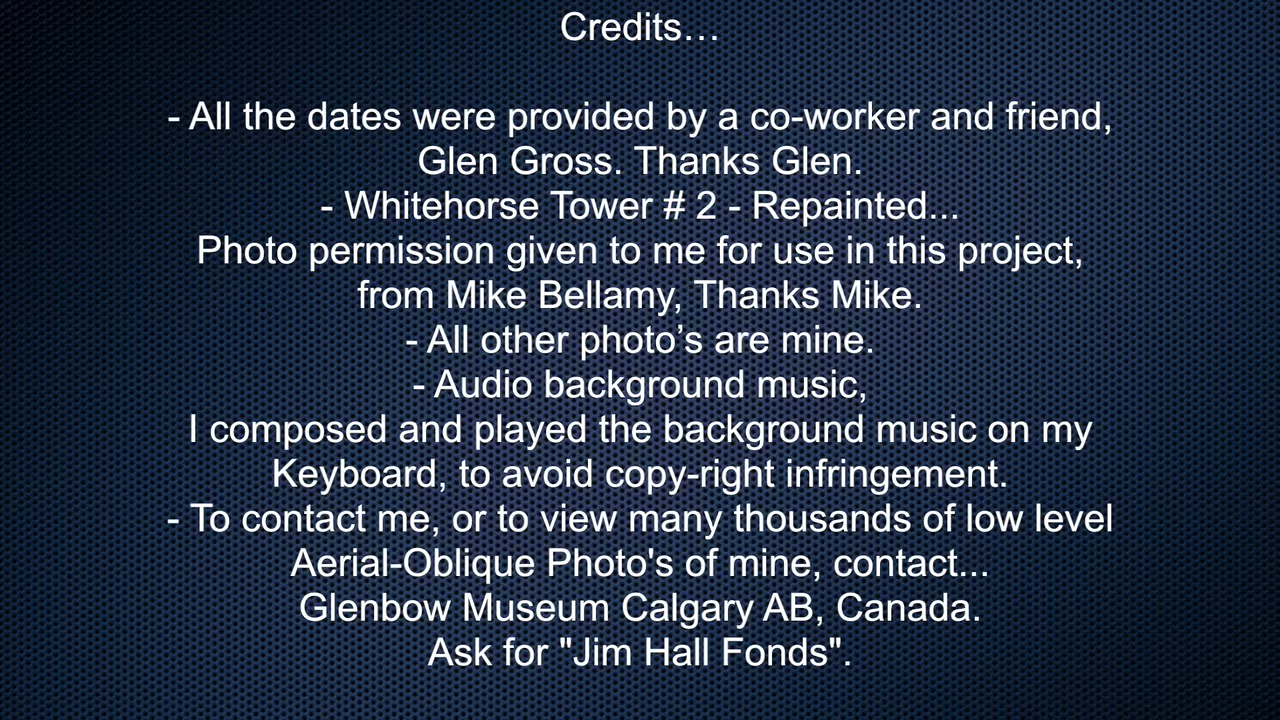 Credits…
- All the dates were provided by a co-worker and friend,
Glen Gross. Thanks Glen.
- Whitehorse Tower # 2 - Repainted...
Photo permission given to me for use in this project,
from Mike Bellamy, Thanks Mike.
- All other photo’s are mine.
- Audio background music,
I composed and played the background music on my
Keyboard, to avoid copy-right infringement.
- To contact me, or to view many thousands of low level
Aerial-Oblique Photo's of mine, contact...
Glenbow Museum Calgary AB, Canada.
Ask for "Jim Hall Fonds".